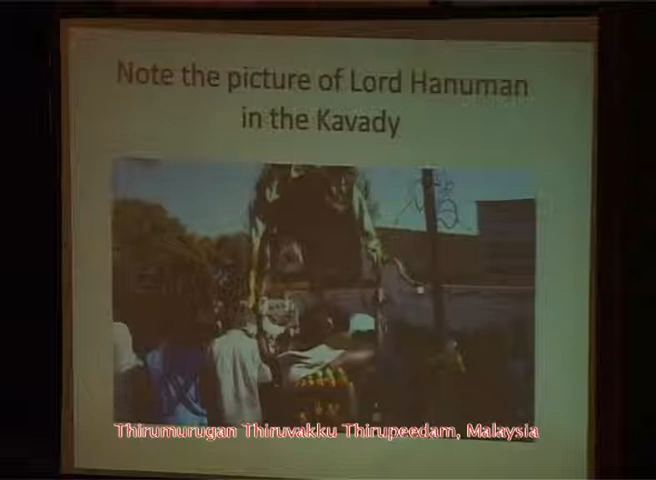 Note the picture of Lord Hanuman
in the Kavady
Thirumurugan Thiruvakku Thirupeedam, Malaysia